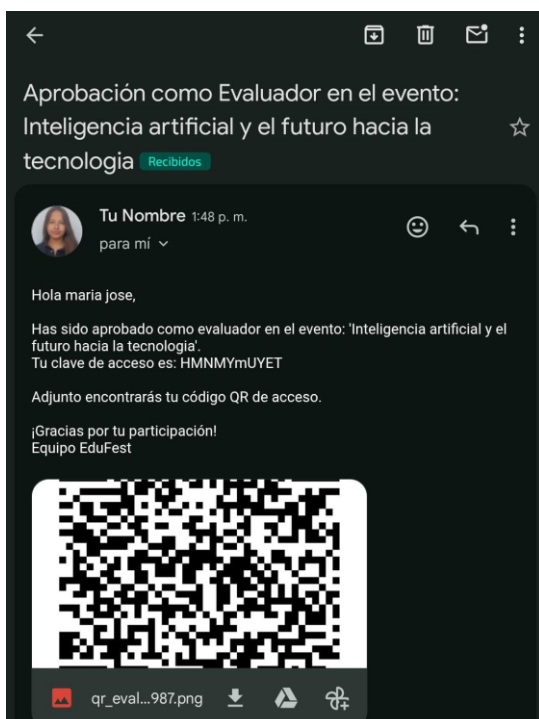 Aprobación como Evaluador en el evento:
Inteligencia artificial y el futuro hacia la
tecnologia Recibidos
Tu Nombre 1:48 p. m.
para mí
Hola maria jose,
Has sido aprobado como evaluador en el evento: 'Inteligencia artificial y el
futuro hacia la tecnologia'.
Tu clave de acceso es: HMNMYmUYET
Adjunto encontrarás tu código QR de acceso.
¡Gracias por tu participación!
Equipo EduFest
qr_eval...987.png